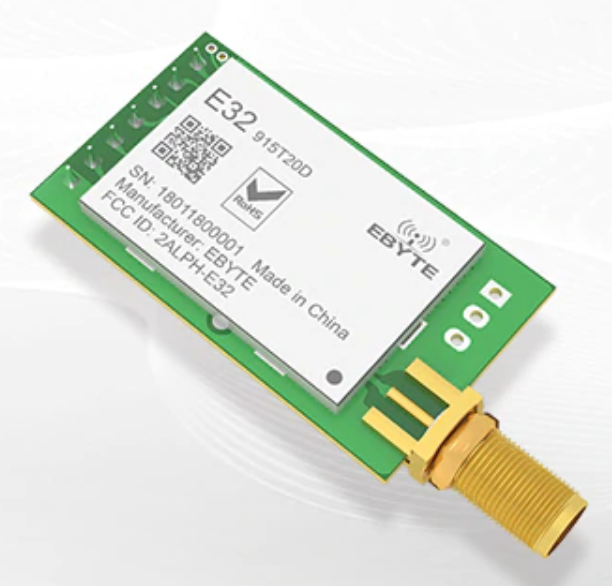 E32 915T20D
RoHS
SN: 18011800001 Made in China
Manufacturer: EBYTE
FCC ID: 2ALPH-E32
EBYTE